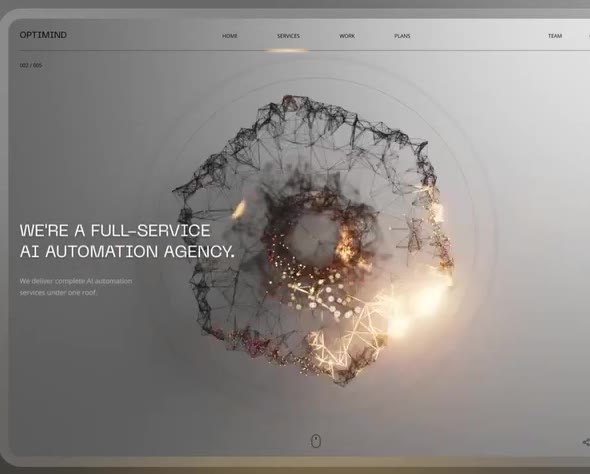 OPTIMIND
HOME SERVICES WORK PLANS TEAM
022 / 005
WE'RE A FULL-SERVICE
AI AUTOMATION AGENCY.
We deliver complete AI automation
services under one roof.